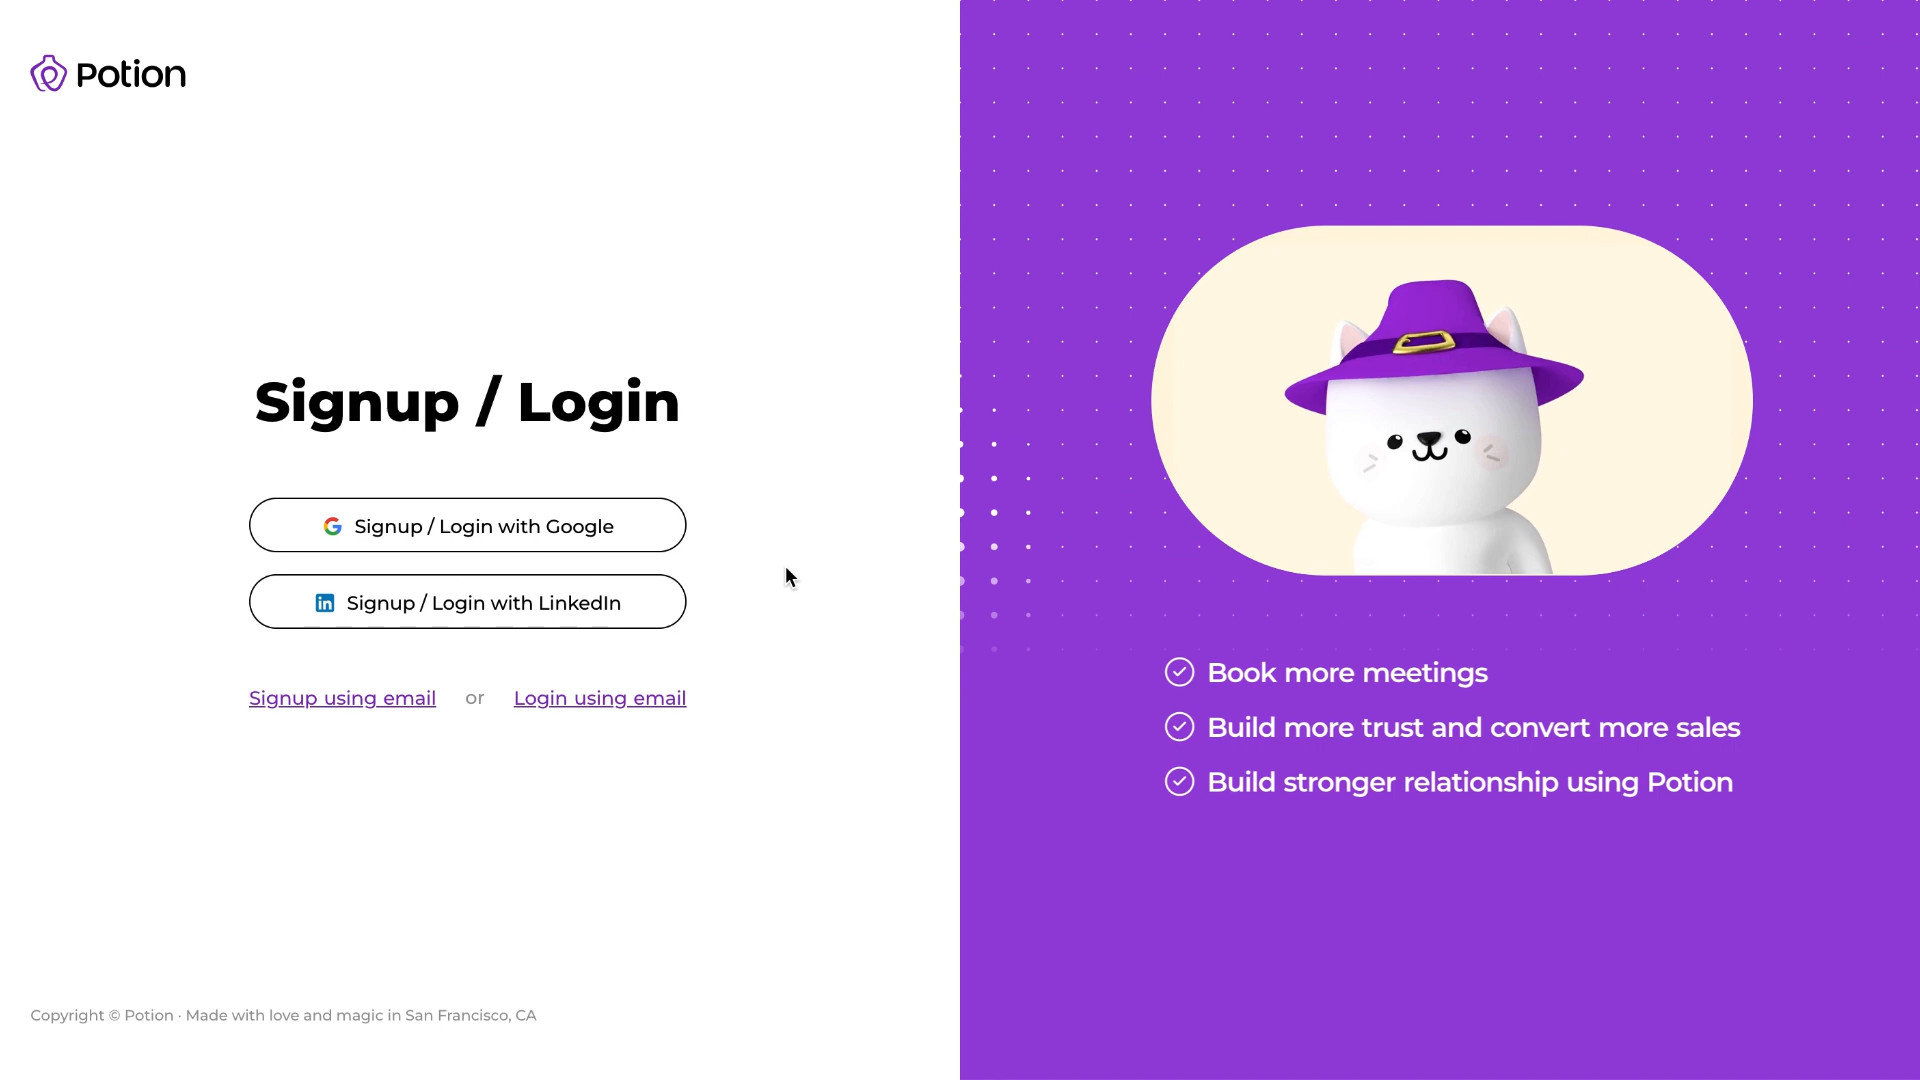 Potion
Signup / Login
Signup / Login with Google
in Signup / Login with LinkedIn
Signup using email or Login using email
Copyright © Potion · Made with love and magic in San Francisco, CA
Book more meetings
Build more trust and convert more sales
Build stronger relationship using Potion